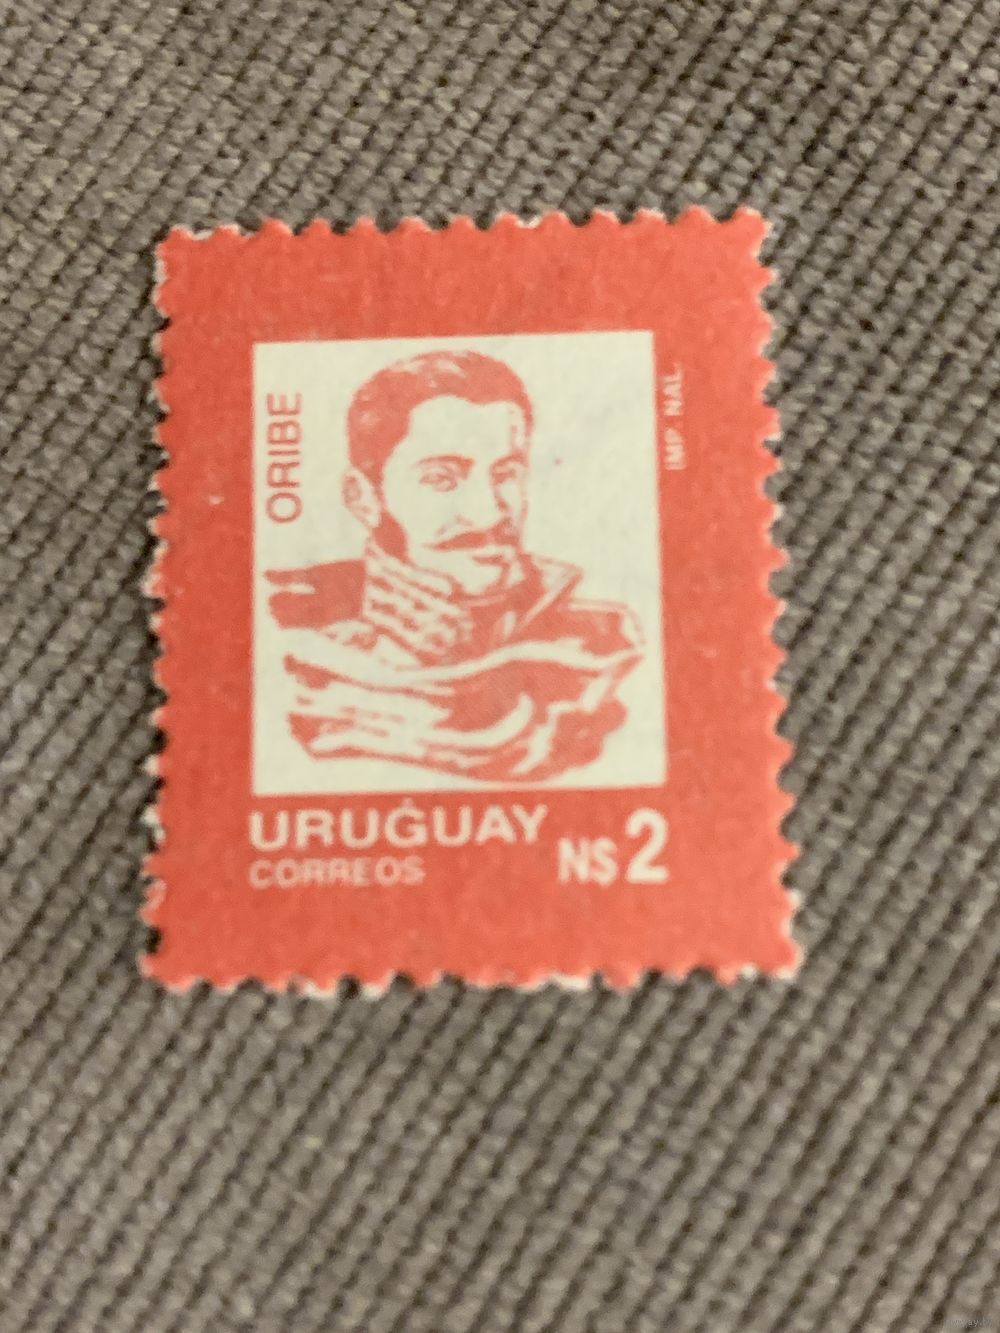 ORIBE
IMP. NAL.
URUGUAY
CORREOS
N$ 2